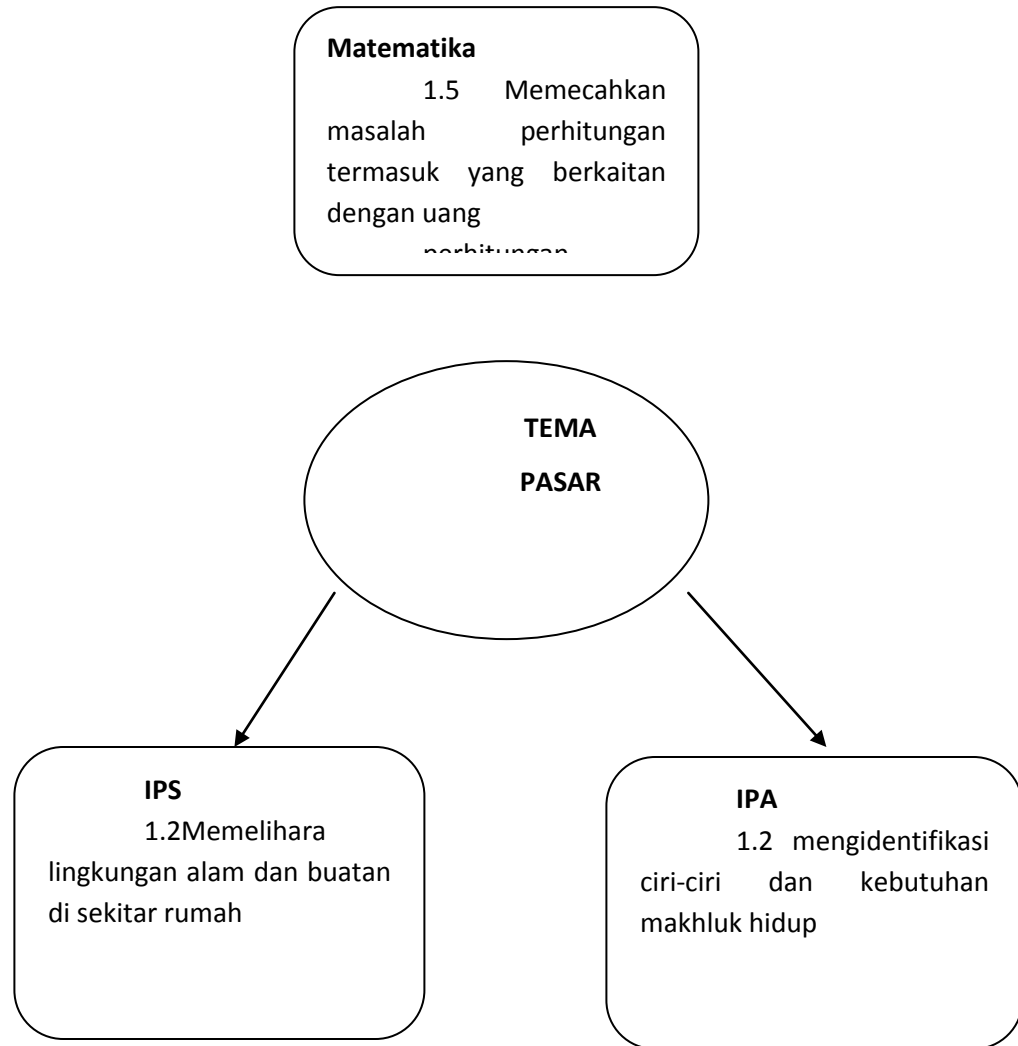 Matematika
1.5 Memecahkan
masalah perhitungan
termasuk yang berkaitan
dengan uang
perhitungan
TEMA
PASAR
IPS
1.2Memelihara
lingkungan alam dan buatan
di sekitar rumah
IPA
1.2 mengidentifikasi
ciri-ciri dan kebutuhan
makhluk hidup